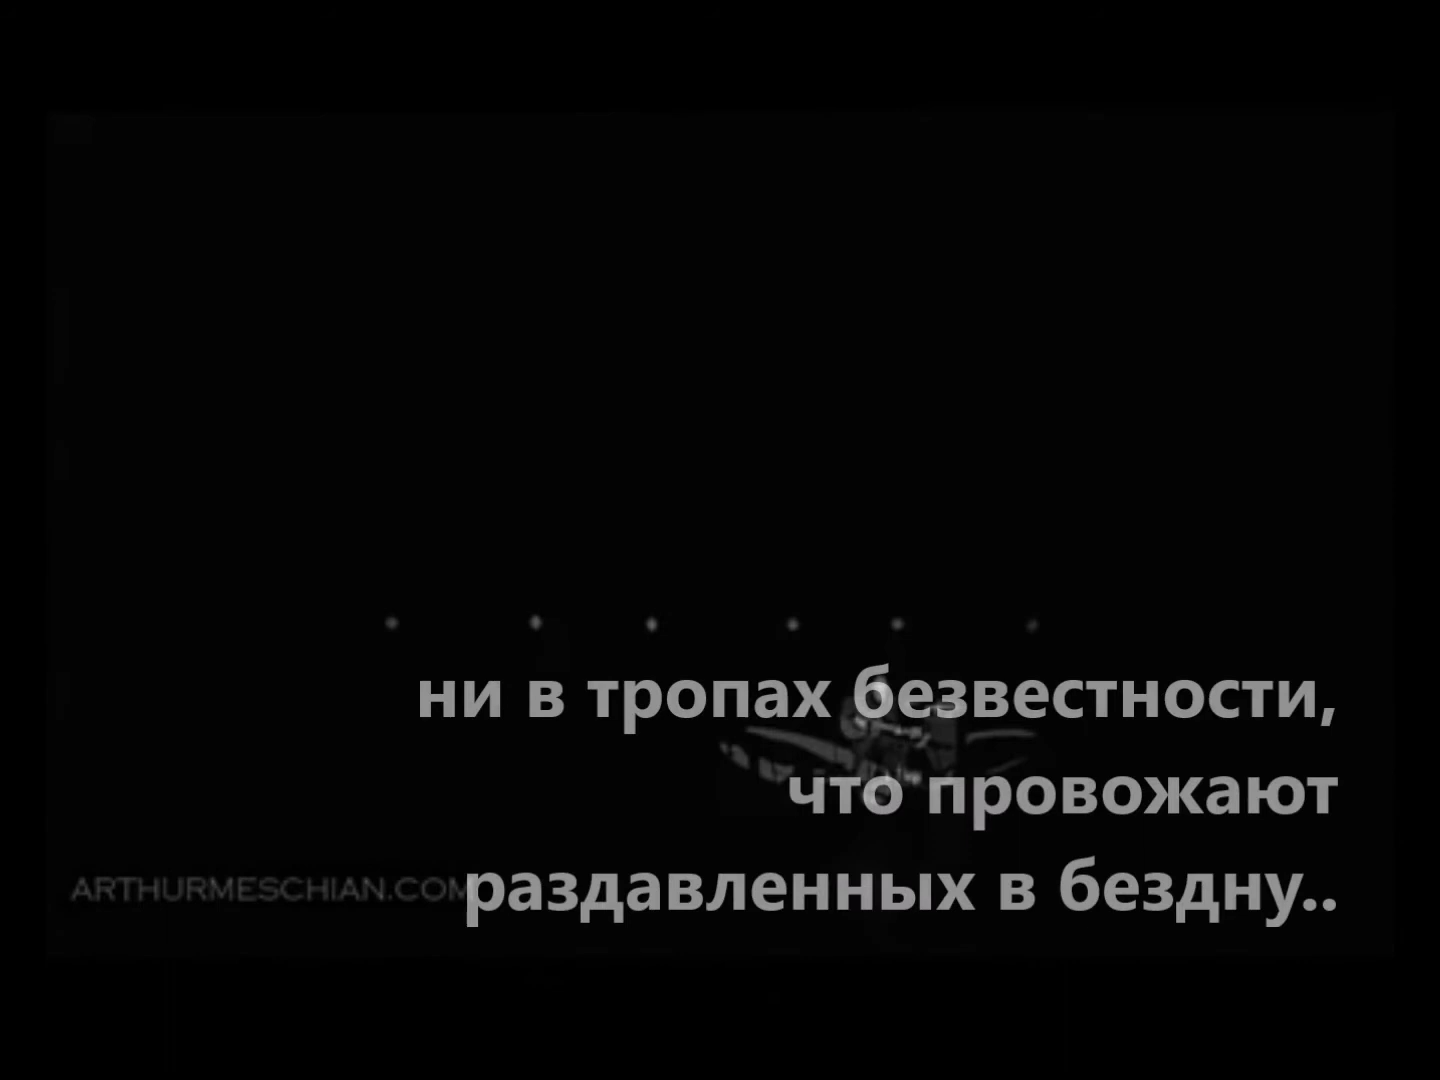 ни в тропах безвестности,
что провожают
ARTHURMESCHIAN.COM
раздавленных в бездну..